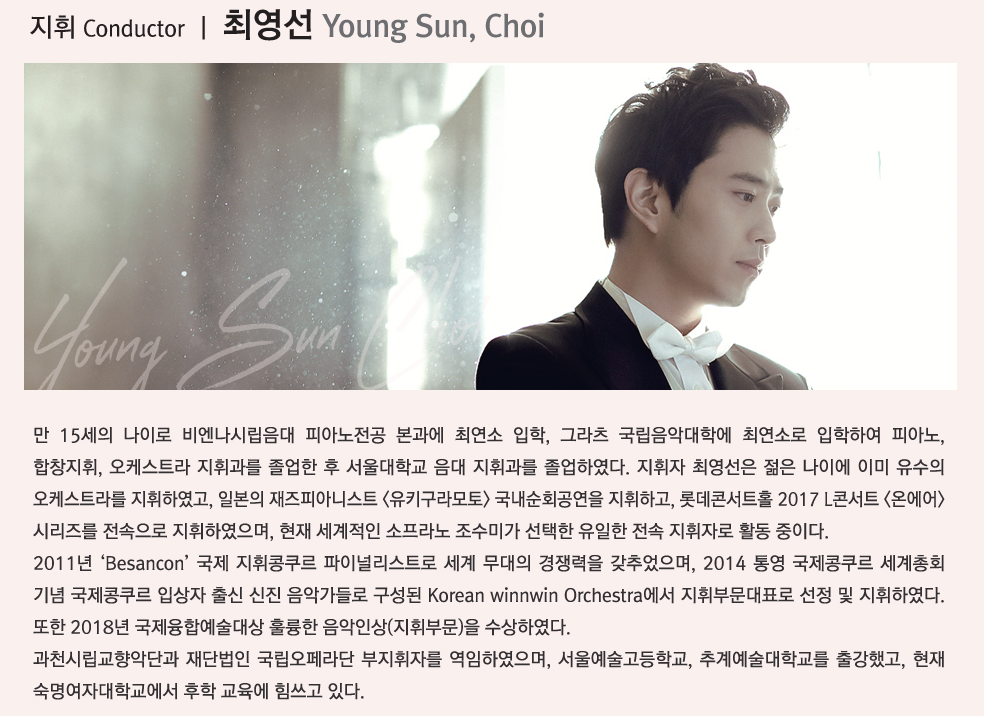 지휘 Conductor | 최영선 Young Sun, Choi
Young Sun Choi
만 15세의 나이로 비엔나시립음대 피아노전공 본과에 최연소 입학, 그라츠 국립음악대학에 최연소로 입학하여 피아노,
합창지휘, 오케스트라 지휘과를 졸업한 후 서울대학교 음대 지휘과를 졸업하였다. 지휘자 최영선은 젊은 나이에 이미 유수의
오케스트라를 지휘하였고, 일본의 재즈피아니스트 〈유키구라모토〉 국내순회공연을 지휘하고, 롯데콘서트홀 2017 L콘서트 〈온에어〉
시리즈를 전속으로 지휘하였으며, 현재 세계적인 소프라노 조수미가 선택한 유일한 전속 지휘자로 활동 중이다.
2011년 ‘Besancon’ 국제 지휘콩쿠르 파이널리스트로 세계 무대의 경쟁력을 갖추었으며, 2014 통영 국제콩쿠르 세계총회
기념 국제콩쿠르 입상자 출신 신진 음악가들로 구성된 Korean winnwin Orchestra에서 지휘부문대표로 선정 및 지휘하였다.
또한 2018년 국제융합예술대상 훌륭한 음악인상(지휘부문)을 수상하였다.
과천시립교향악단과 재단법인 국립오페라단 부지휘자를 역임하였으며, 서울예술고등학교, 추계예술대학교를 출강했고, 현재
숙명여자대학교에서 후학 교육에 힘쓰고 있다.